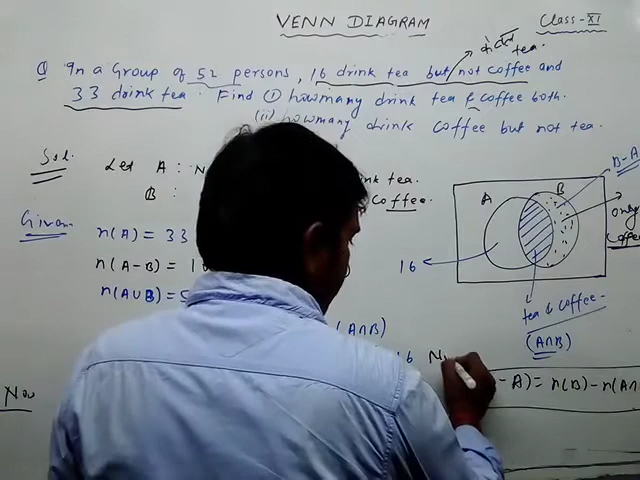 VENN DIAGRAM
Class-XI
tea.
Q In a Group of 52 persons, 16 drink tea but not coffee and
33 drink tea. Find (i) how many drink tea & coffee both.
(ii) how many drink coffee but not tea.
Sol.
Let A : N
drink tea.
B :
Coffee.
Given
n(A) = 33
n(A-B) = 1
n(A∪B) = 5
(A∩B)
16
Now
- A) = n(B) - n(A∩
A
B
B-A
only
coffee
16
tea & coffee
(A∩B)